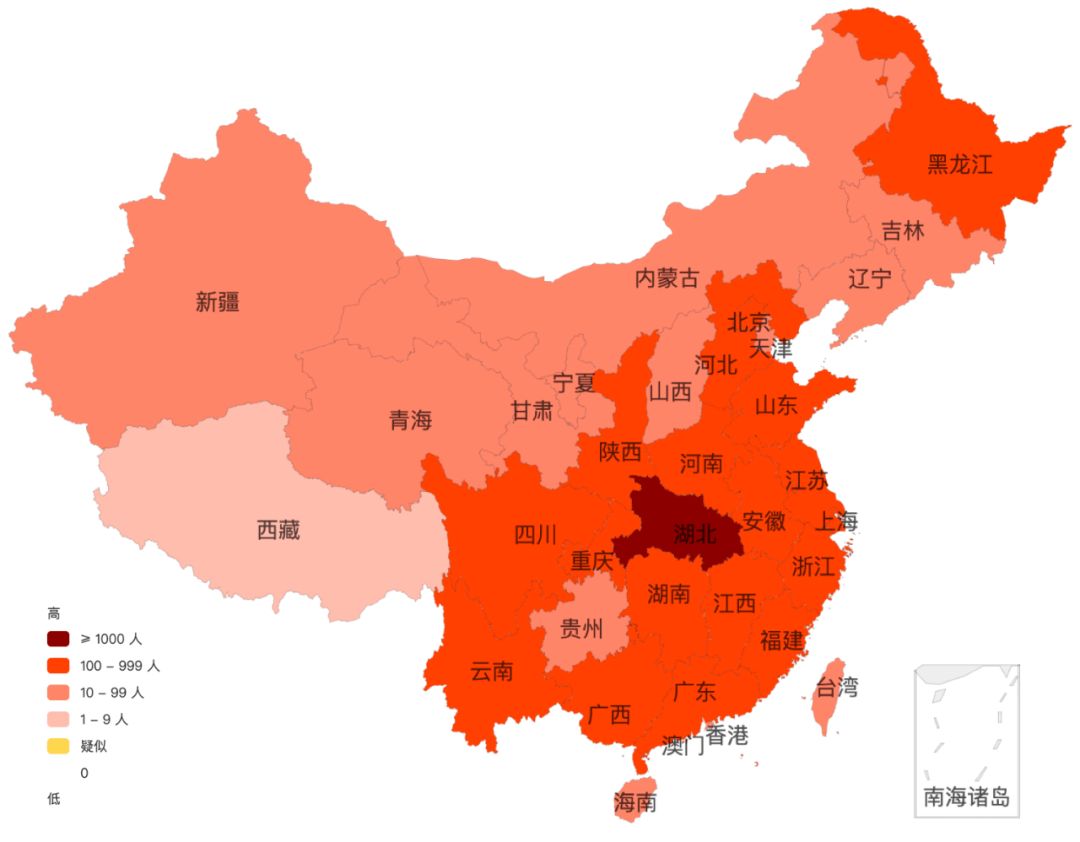 黑龙江
吉林
辽宁
内蒙古
新疆
北京
天津
河北
宁夏
山西
山东
甘肃
青海
陕西
河南
江苏
安徽
上海
西藏
四川
湖北
重庆
浙江
湖南
江西
贵州
福建
云南
台湾
广东
广西
香港
澳门
海南
南海诸岛
高
≥ 1000 人
100 – 999 人
10 – 99 人
1 – 9 人
疑似
0
低